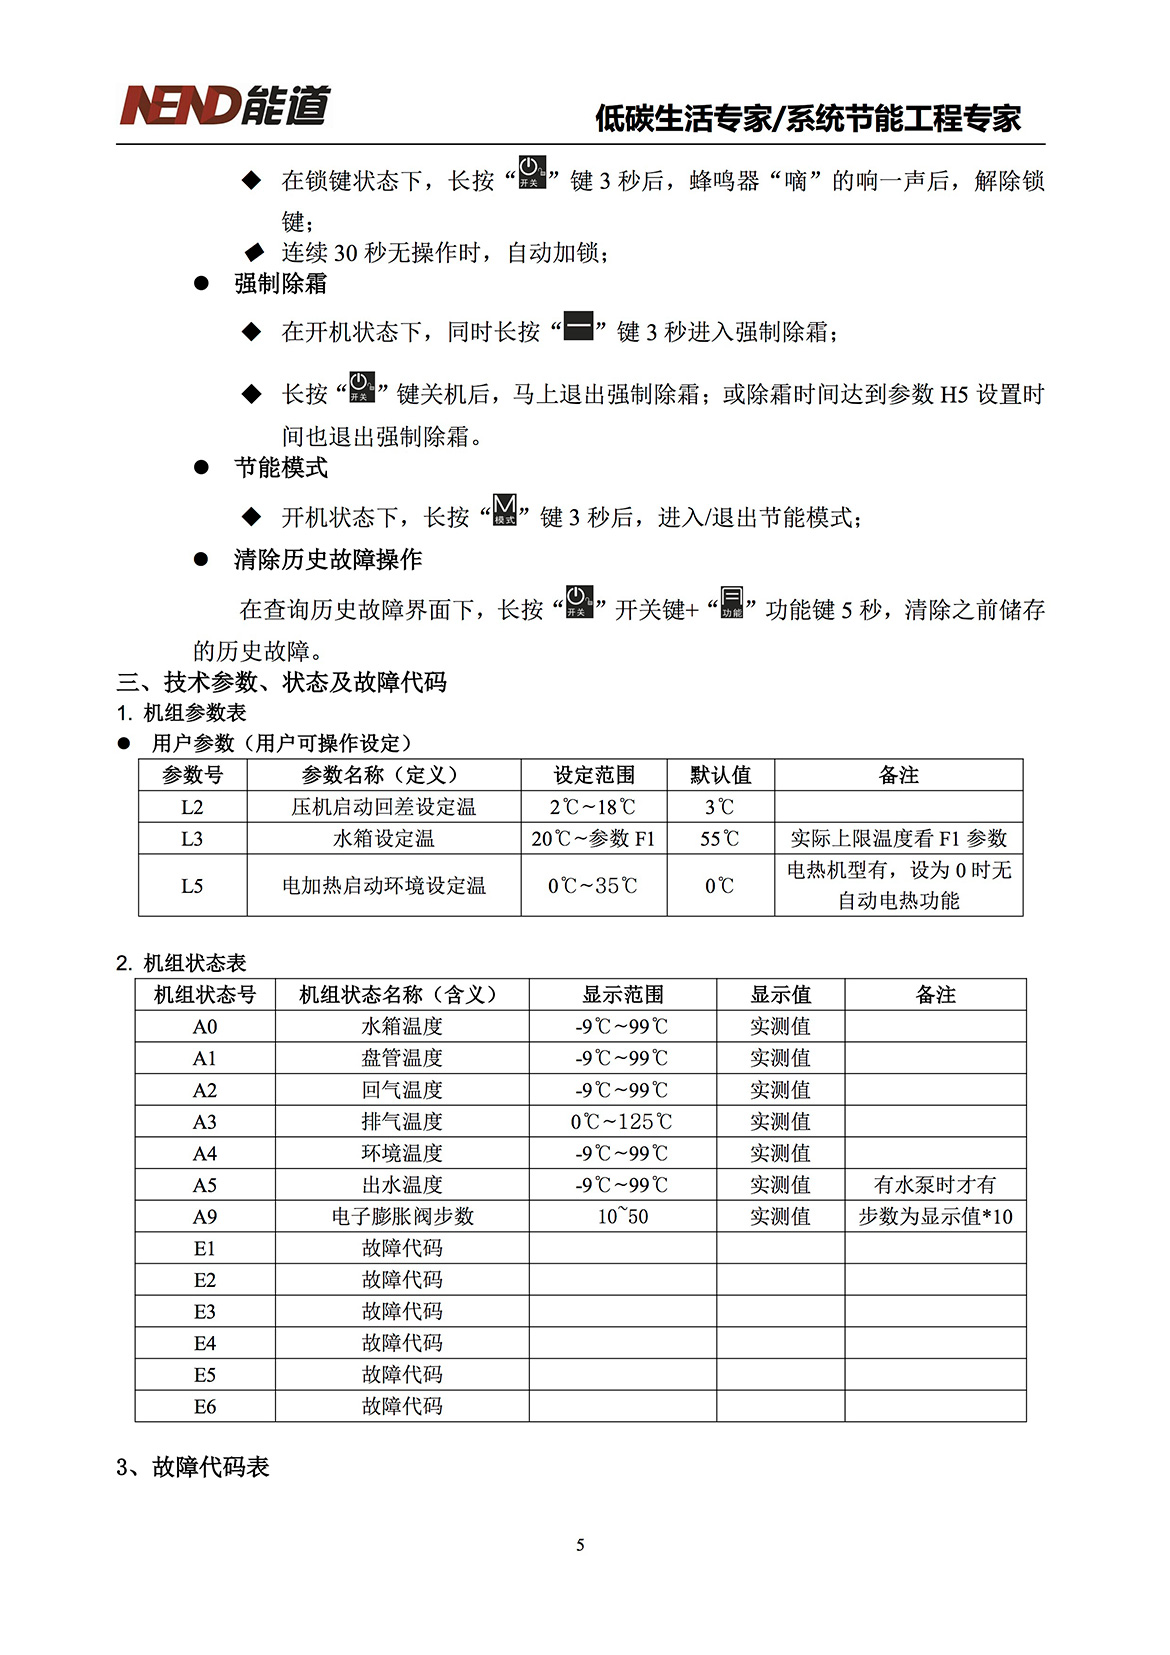 NEND能道
低碳生活专家/系统节能工程专家
◆ 在锁键状态下，长按“开关”键 3 秒后，蜂鸣器“嘀”的响一声后，解除锁
键；
◆ 连续 30 秒无操作时，自动加锁；
● 强制除霜
◆ 在开机状态下，同时长按“”键 3 秒进入强制除霜；
◆ 长按“开关”键关机后，马上退出强制除霜；或除霜时间达到参数 H5 设置时
间也退出强制除霜。
● 节能模式
◆ 开机状态下，长按“M模式”键 3 秒后，进入/退出节能模式；
● 清除历史故障操作
在查询历史故障界面下，长按“开关”开关键+“功能”功能键 5 秒，清除之前储存
的历史故障。
三、技术参数、状态及故障代码
1. 机组参数表
● 用户参数（用户可操作设定）
参数号 参数名称（定义） 设定范围 默认值 备注
L2 压机启动回差设定温 2℃~18℃ 3℃
L3 水箱设定温 20℃~参数 F1 55℃ 实际上限温度看 F1 参数
L5 电加热启动环境设定温 0℃~35℃ 0℃ 电热机型有，设为 0 时无
自动电热功能
2. 机组状态表
机组状态号 机组状态名称（含义） 显示范围 显示值 备注
A0 水箱温度 -9℃~99℃ 实测值
A1 盘管温度 -9℃~99℃ 实测值
A2 回气温度 -9℃~99℃ 实测值
A3 排气温度 0℃~125℃ 实测值
A4 环境温度 -9℃~99℃ 实测值
A5 出水温度 -9℃~99℃ 实测值 有水泵时才有
A9 电子膨胀阀步数 10~50 实测值 步数为显示值*10
E1 故障代码
E2 故障代码
E3 故障代码
E4 故障代码
E5 故障代码
E6 故障代码
3、故障代码表
5